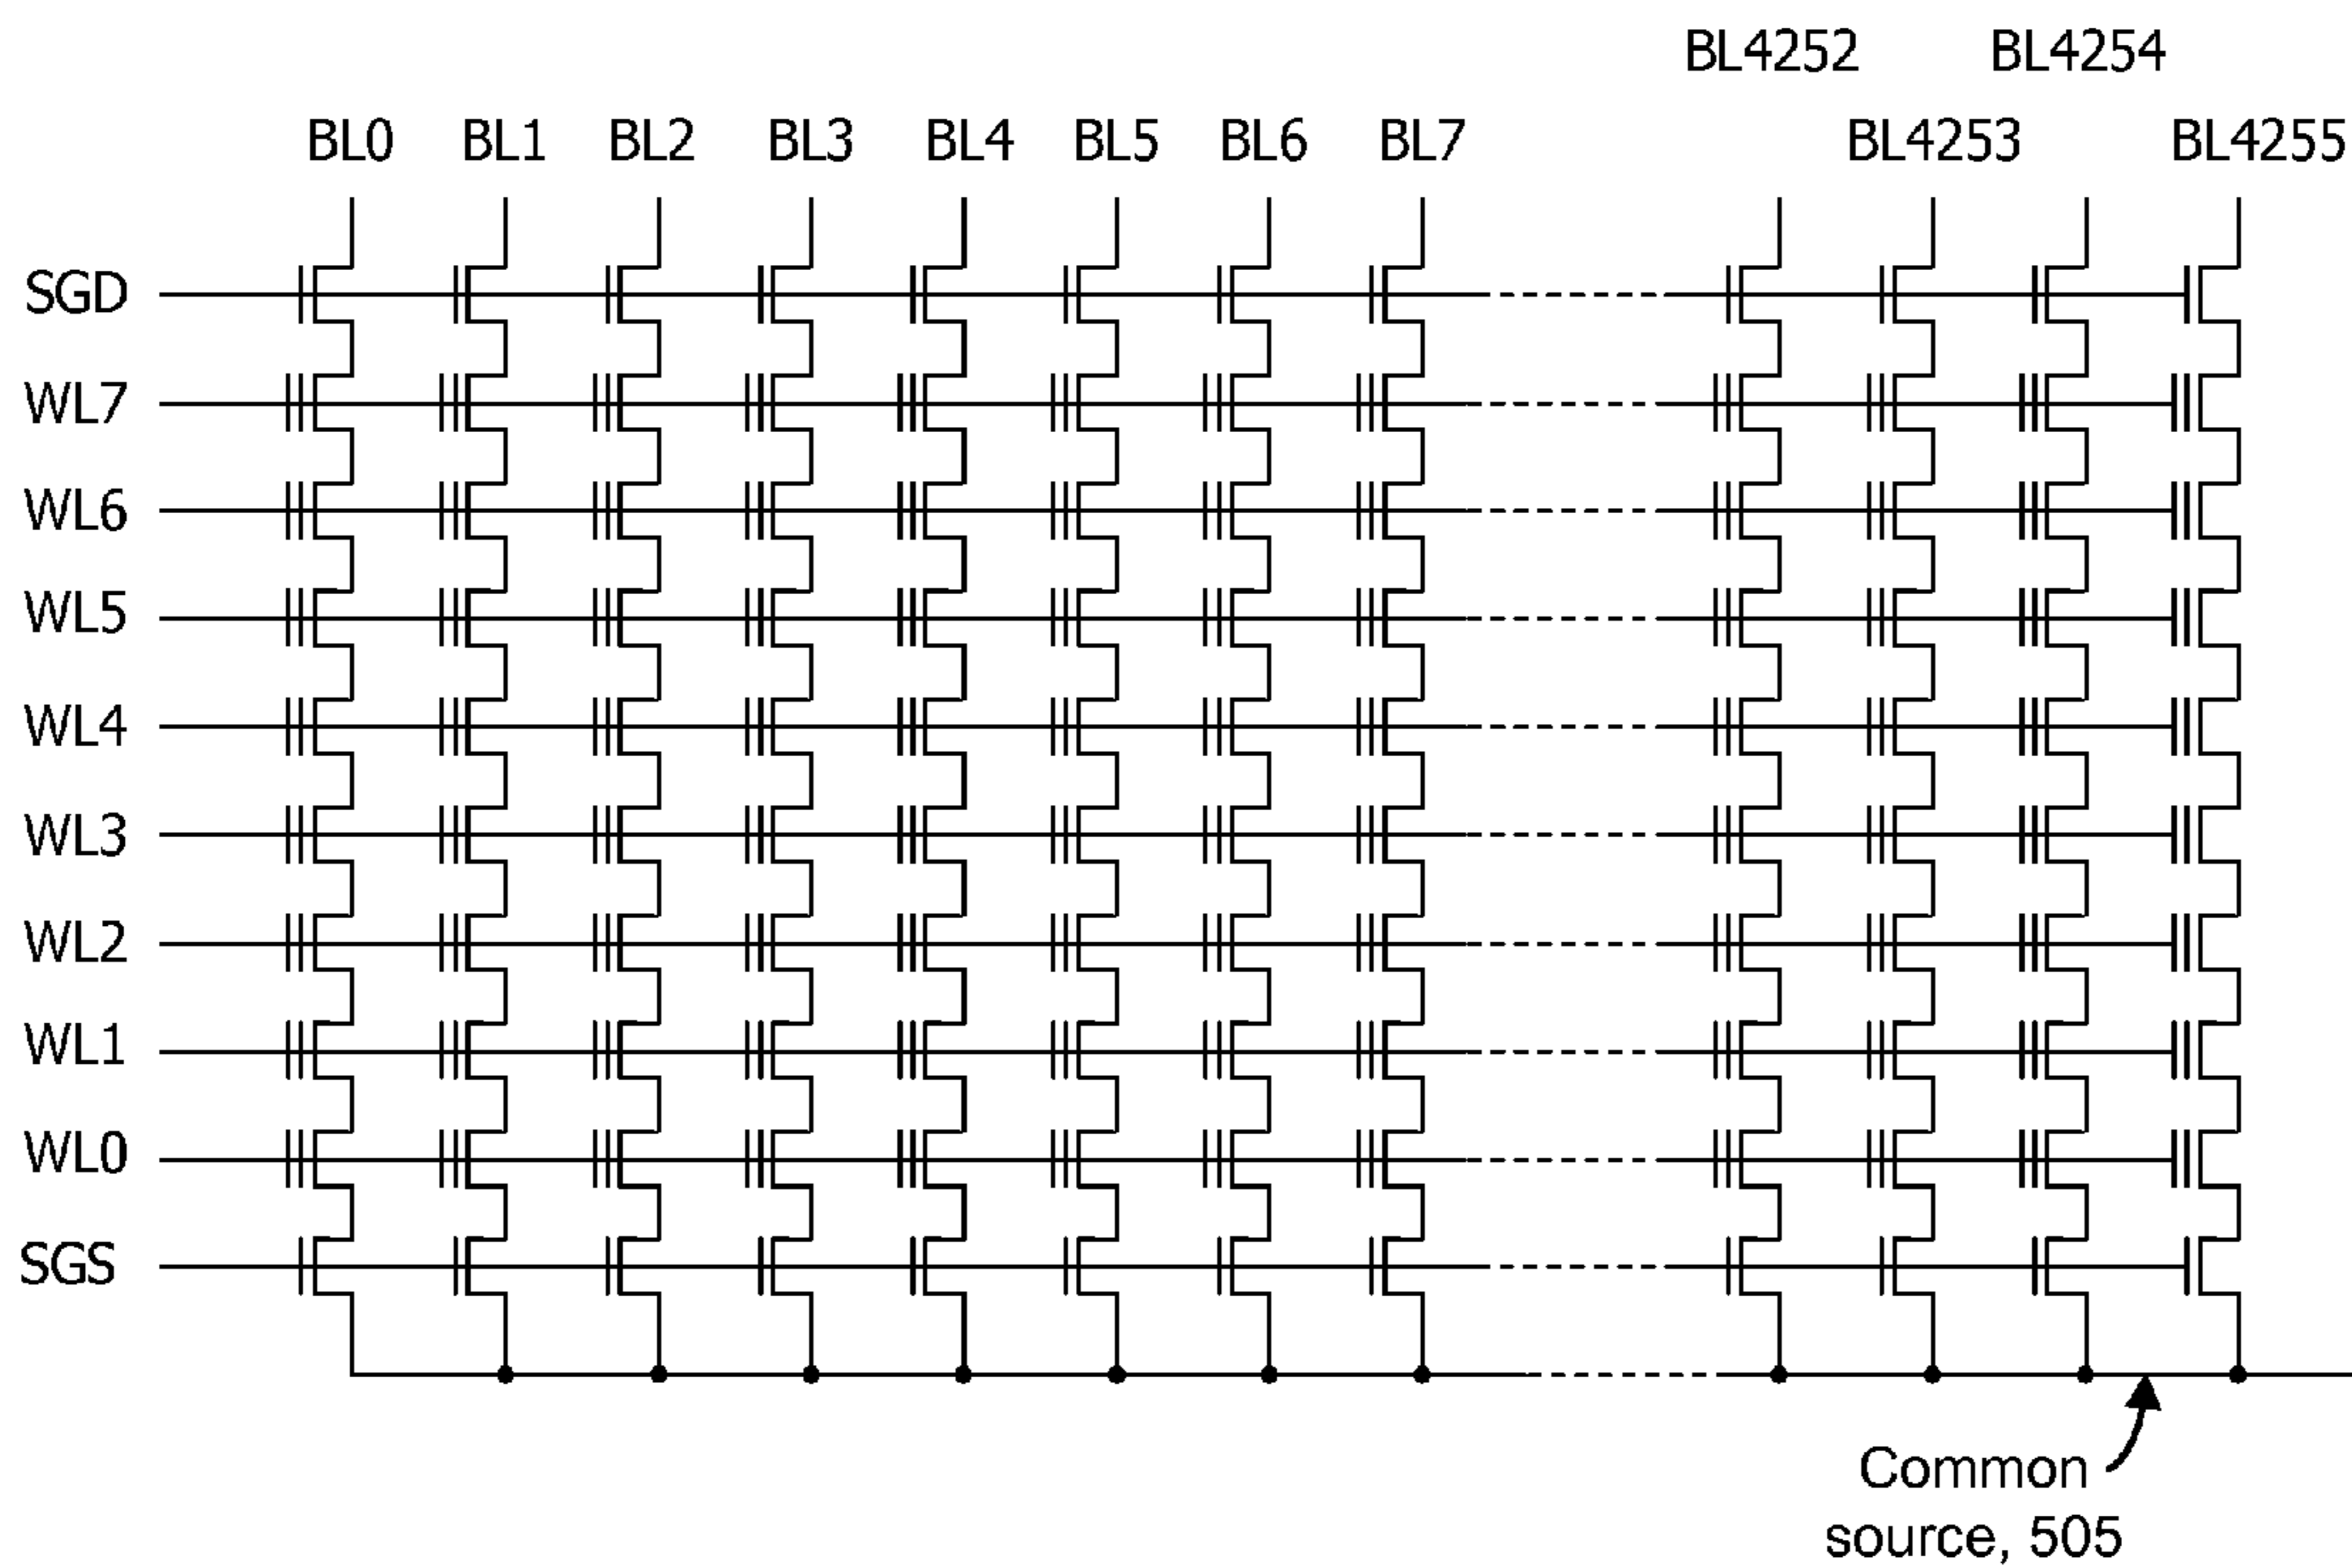 BL4252 BL4254
BL0 BL1 BL2 BL3 BL4 BL5 BL6 BL7 BL4253 BL4255
SGD
WL7
WL6
WL5
WL4
WL3
WL2
WL1
WL0
SGS
Common
source, 505